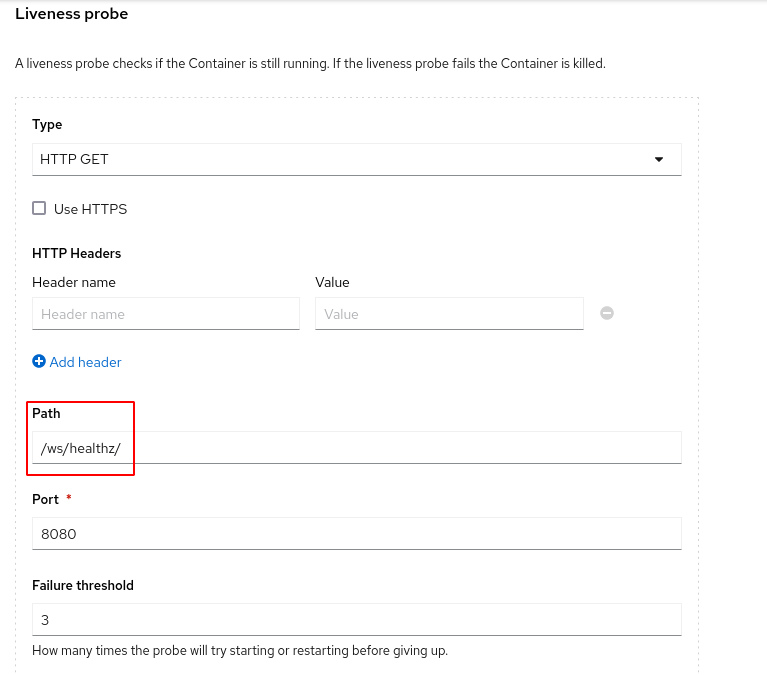 Liveness probe
A liveness probe checks if the Container is still running. If the liveness probe fails the Container is killed.
Type
HTTP GET
Use HTTPS
HTTP Headers
Header name Value
Header name Value
Add header
Path
/ws/healthz/
Port *
8080
Failure threshold
3
How many times the probe will try starting or restarting before giving up.